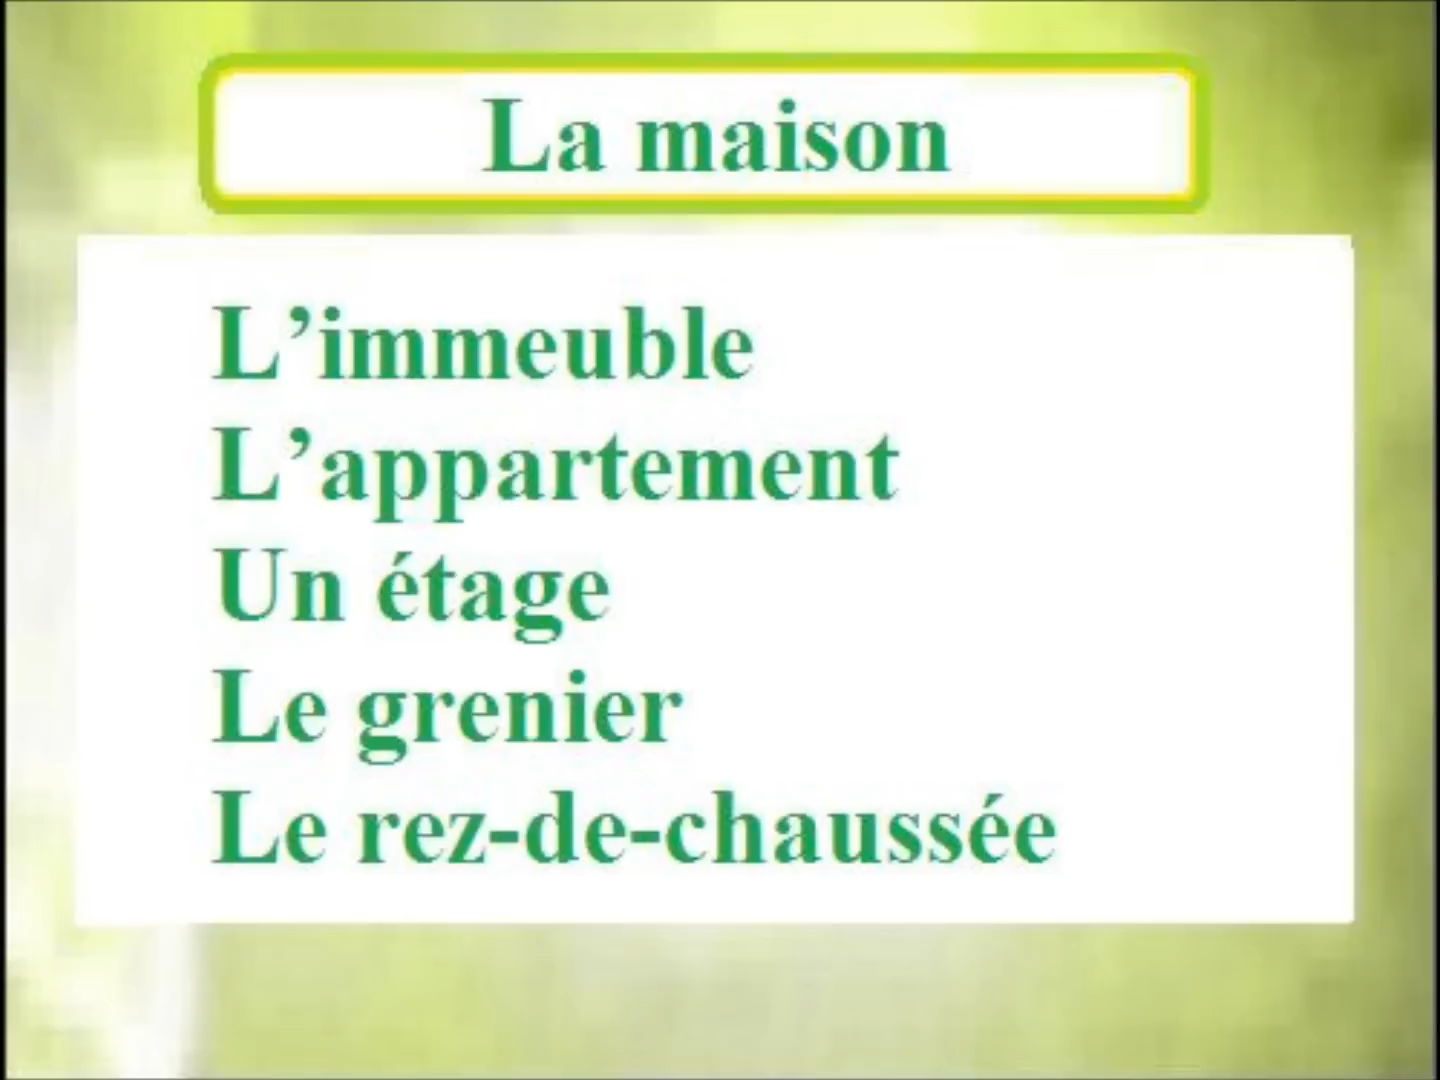 La maison
L’immeuble
L’appartement
Un étage
Le grenier
Le rez-de-chaussée